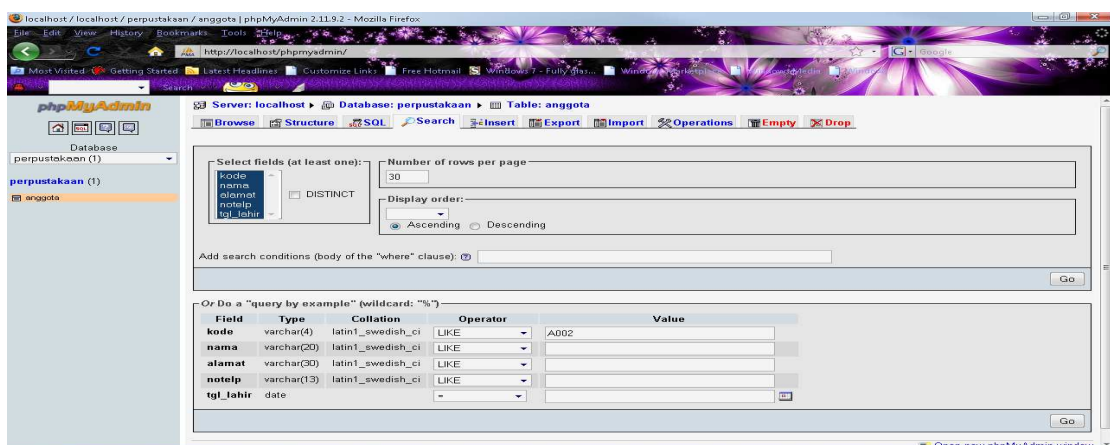 localhost / localhost / perpustakaan / anggota | phpMyAdmin 2.11.9.2 - Mozilla Firefox
File Edit View History Bookmarks Tools Help
http://localhost/phpmyadmin/
Google
Most Visited Getting Started Latest Headlines Customize Links Free Hotmail Windows 7 - Fully
Search
phpMyAdmin
Database
perpustakaan (1)
perpustakaan (1)
anggota
Server: localhost Database: perpustakaan Table: anggota
Browse Structure SQL Search Insert Export Import Operations Empty Drop
Select fields (at least one):
kode
nama
alamat
notelp
tgl_lahir
DISTINCT
Number of rows per page
30
Display order:
Ascending Descending
Add search conditions (body of the "where" clause):
Go
Or Do a "query by example" (wildcard: "%")
Field Type Collation Operator Value
kode varchar(4) latin1_swedish_ci LIKE A002
nama varchar(20) latin1_swedish_ci LIKE
alamat varchar(30) latin1_swedish_ci LIKE
notelp varchar(13) latin1_swedish_ci LIKE
tgl_lahir date =
Go
Open new phpMyAdmin window